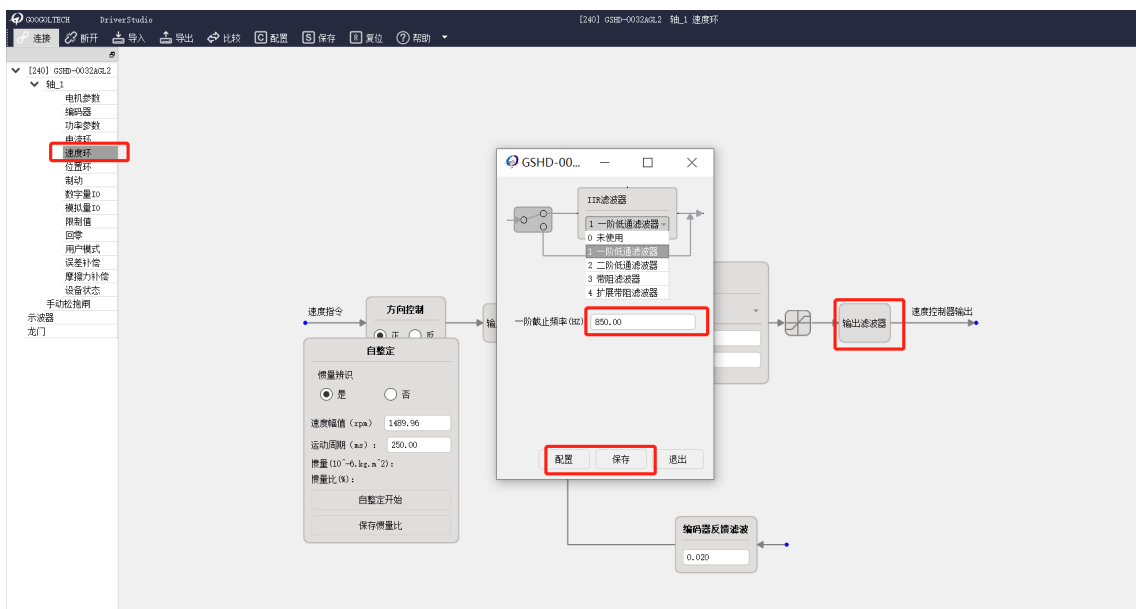 GOOGOLTECH DriverStudio [240] GSHD-0032AGL2 轴_1 速度环
连接 断开 导入 导出 比较 C 配置 S 保存 R 复位 ? 帮助
[240] GSHD-0032AGL2
轴_1
电机参数
编码器
功率参数
电流环
速度环
位置环
制动
数字量IO
模拟量IO
限制值
回零
用户模式
误差补偿
摩擦力补偿
设备状态
手动松抱闸
示波器
龙门
GSHD-00...
IIR滤波器
1 一阶低通滤波器
0 未使用
1 一阶低通滤波器
2 二阶低通滤波器
3 带阻滤波器
4 扩展带阻滤波器
一阶截止频率(HZ) 850.00
配置 保存 退出
速度指令
方向控制
正 反
输
输出滤波器
速度控制器输出
自整定
惯量辨识
是 否
速度幅值 (rpm) 1489.96
运动周期 (ms) : 250.00
惯量(10^-6.kg.m^2):
惯量比(%):
自整定开始
保存惯量比
编码器反馈滤波
0.020